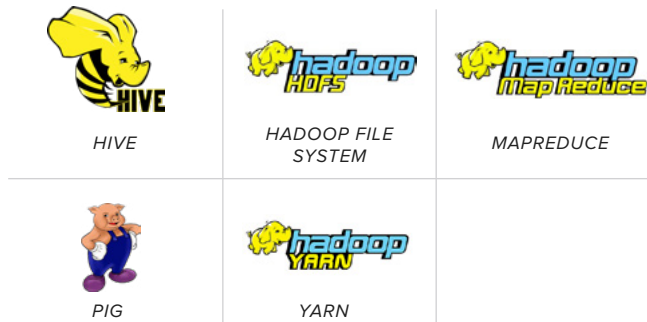 HIVE
hadoop
HDFS
hadoop
Map Reduce
HIVE
HADOOP FILE
SYSTEM
MAPREDUCE
hadoop
YARN
PIG
YARN